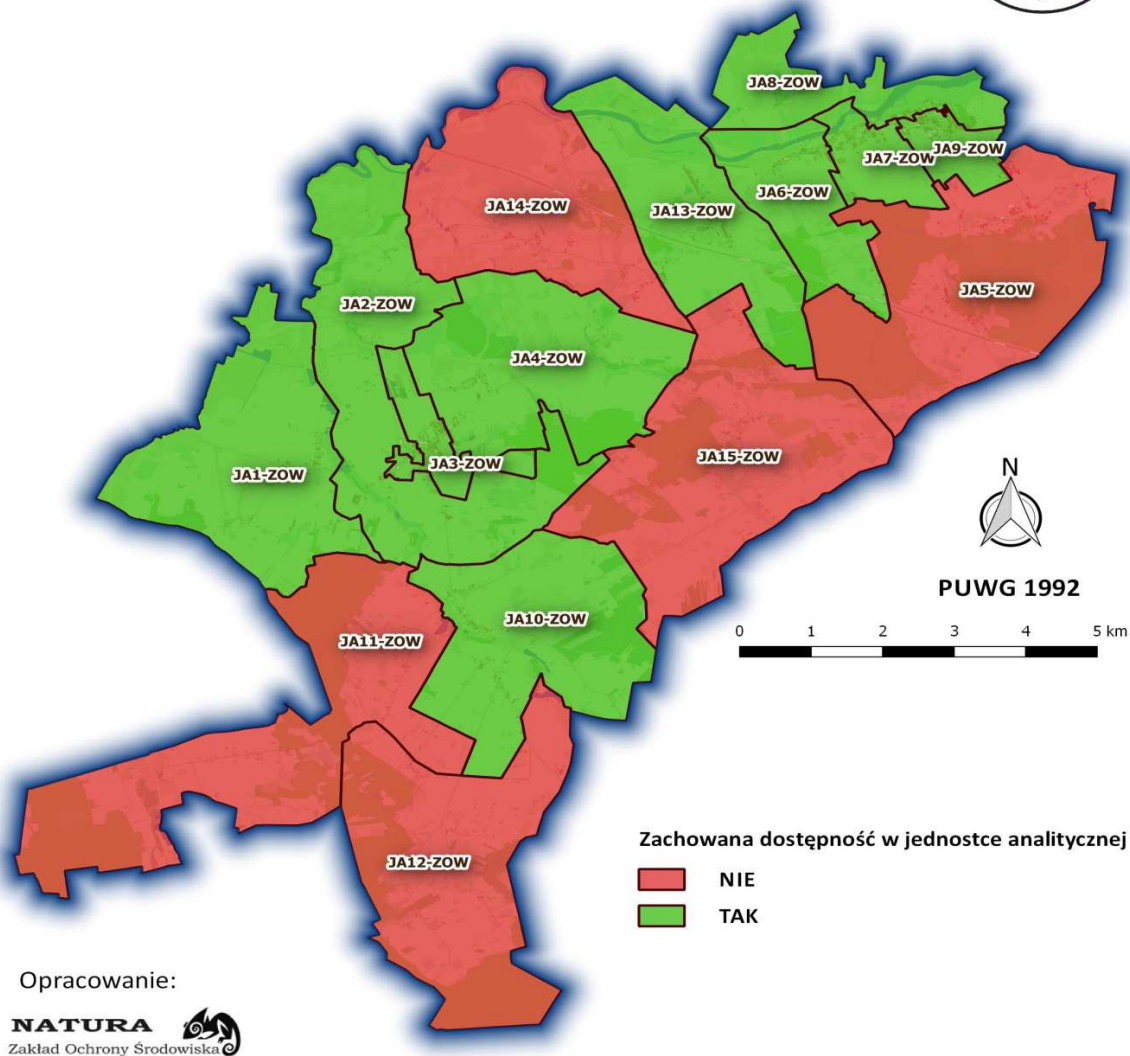 JA8-ZOW
JA9-ZOW
JA7-ZOW
JA6-ZOW
JA14-ZOW
JA13-ZOW
JA5-ZOW
JA2-ZOW
JA4-ZOW
JA3-ZOW
JA15-ZOW
JA1-ZOW
N
PUWG 1992
0 1 2 3 4 5 km
JA10-ZOW
JA11-ZOW
JA12-ZOW
Zachowana dostępność w jednostce analitycznej
NIE
TAK
Opracowanie:
NATURA
Zakład Ochrony Środowiska